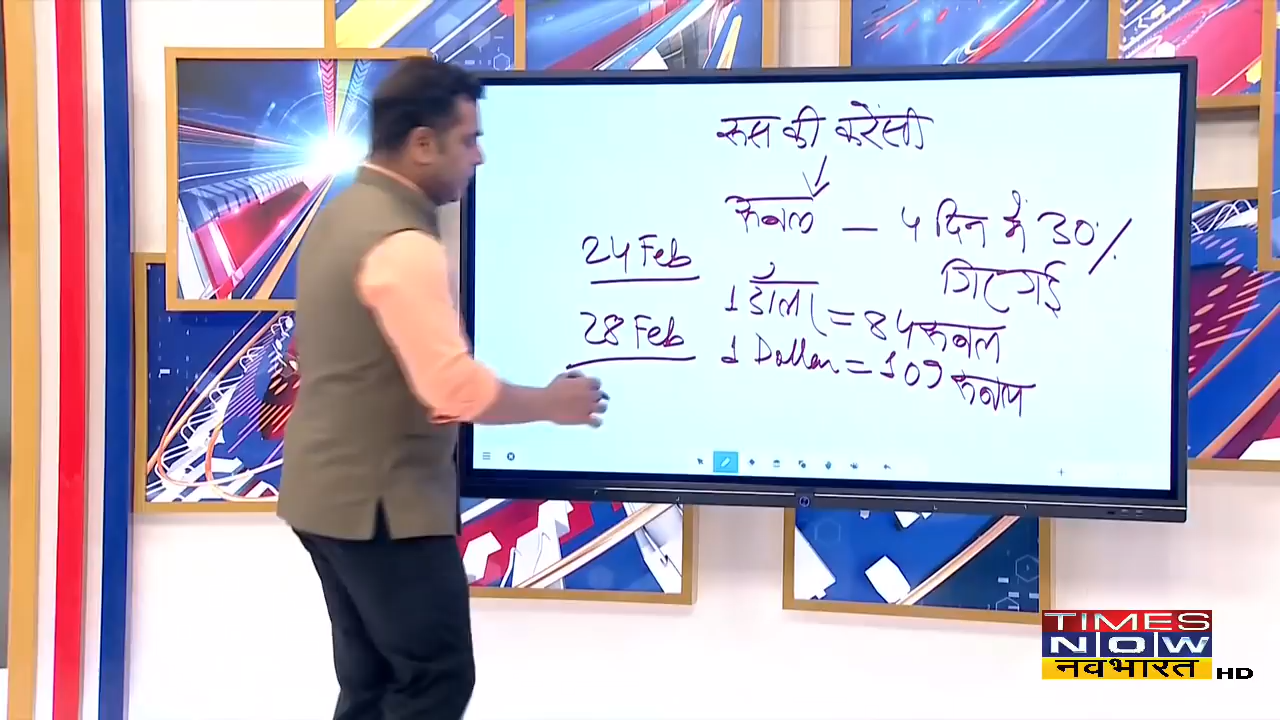 रूस की करेंसी
रूबल — 4 दिन में 30%
गिर गई
24 Feb 1 डॉलर = 84 रूबल
28 Feb 1 Dollar = 109 रूबल
TIMES
NOW
नवभारत HD